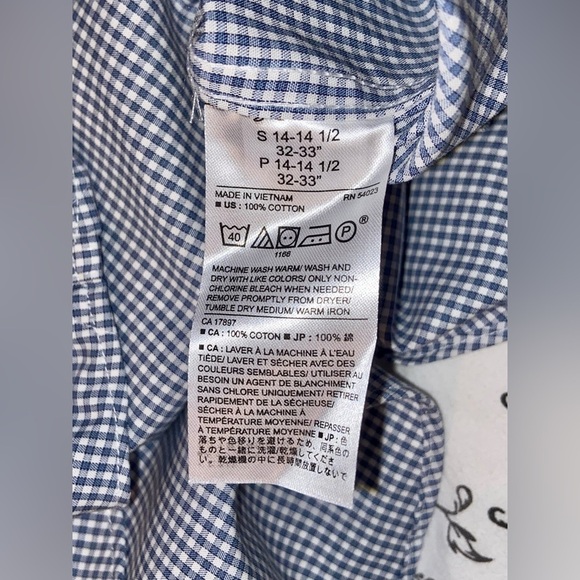 S 14-14 1/2
32-33"
P 14-14 1/2
32-33"
MADE IN VIETNAM RN 54023
■ US : 100% COTTON
40 P ®
1166
MACHINE WASH WARM/ WASH AND
DRY WITH LIKE COLORS/ ONLY NON-
CHLORINE BLEACH WHEN NEEDED/
REMOVE PROMPTLY FROM DRYER/
TUMBLE DRY MEDIUM/ WARM IRON
CA 17897
■ CA : 100% COTON ■ JP : 100% 綿
■ CA : LAVER À LA MACHINE À L'EAU
TIÈDE/ LAVER ET SÉCHER AVEC DES
COULEURS SEMBLABLES/ UTILISER AU
BESOIN UN AGENT DE BLANCHIMENT
SANS CHLORE UNIQUEMENT/ RETIRER
RAPIDEMENT DE LA SÉCHEUSE/
SÉCHER À LA MACHINE À
TEMPÉRATURE MOYENNE/ REPASSER
À TEMPÉRATURE MOYENNE ■ JP : 色
落ちや色移りを避けるため、同系色の
ものと一緒に洗濯/乾燥してくださ
い。乾燥機の中に長時間放置しない